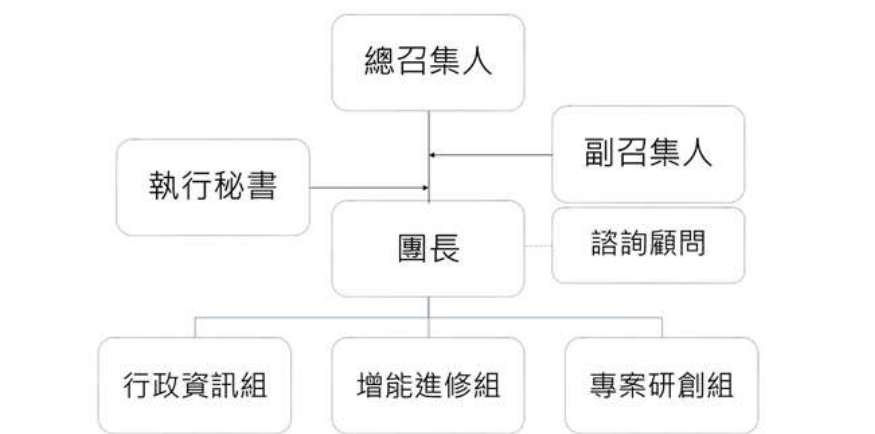 總召集人
副召集人
執行秘書
團長
諮詢顧問
行政資訊組
增能進修組
專案研創組